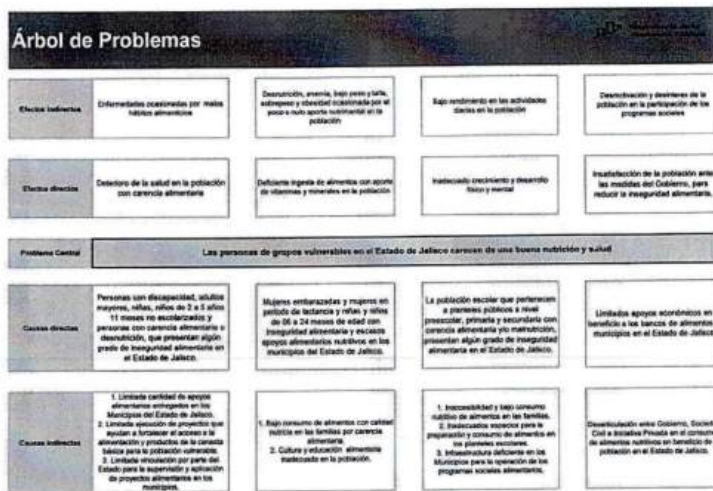 Árbol de Problemas
Efectos indirectos
Enfermedades ocasionadas por malos
hábitos alimenticios
Desnutrición, anemia, bajo peso y talla,
sobrepeso y obesidad ocasionada por el
poco o nulo aporte nutrimental en la
población
Bajo rendimiento en las actividades
diarias en la población
Desmotivación y desinterés de la
población en la participación de los
programas sociales
Efectos directos
Deterioro de la salud en la población
con carencia alimentaria
Deficiente ingesta de alimentos con aporte
de vitaminas y minerales en la población
Inadecuado crecimiento y desarrollo
físico y mental
Insatisfacción de la población ante
las medidas del Gobierno, para
reducir la inseguridad alimentaria.
Problema Central
Las personas de grupos vulnerables en el Estado de Jalisco carecen de una buena nutrición y salud
Causas directas
Personas con discapacidad, adultos
mayores, niñas, niños de 2 a 5 años
11 meses no escolarizados y
personas con carencia alimentaria o
desnutrición, que presentan algún
grado de inseguridad alimentaria en
el Estado de Jalisco.
Mujeres embarazadas y mujeres en
periodo de lactancia y niñas y niños
de 06 a 24 meses de edad con
inseguridad alimentaria y escasos
apoyos alimentarios nutritivos en los
municipios del Estado de Jalisco.
La población escolar que pertenecen
a planteles públicos a nivel
preescolar, primaria y secundaria con
carencia alimentaria y/o malnutrición,
presentan algún grado de inseguridad
alimentaria en el Estado de Jalisco.
Limitados apoyos económicos en
beneficio a los bancos de alimentos
municipios en el Estado de Jalisco
Causas indirectas
1. Limitada cantidad de apoyos
alimentarios entregados en los
Municipios del Estado de Jalisco.
2. Limitada ejecución de proyectos que
ayudan a fortalecer el acceso a la
alimentación y productos de la canasta
básica para la población vulnerable.
3. Limitada vinculación por parte del
Estado para la supervisión y aplicación
de proyectos alimentarios en los
municipios.
1. Bajo consumo de alimentos con calidad
nutricia en las familias por carencia
alimentaria.
2. Cultura y educación alimentaria
inadecuada en la población.
1. Inaccesibilidad y bajo consumo
nutritivo de alimentos en las familias.
2. Inadecuados espacios para la
preparación y consumo de alimentos en
los planteles escolares.
3. Infraestructura deficiente en los
Municipios para la operación de los
programas sociales alimentarios.
Desarticulación entre Gobierno, Socied
Civil e Iniciativa Privada en el consumo
de alimentos nutritivos en beneficio de
población en el Estado de Jalisco.